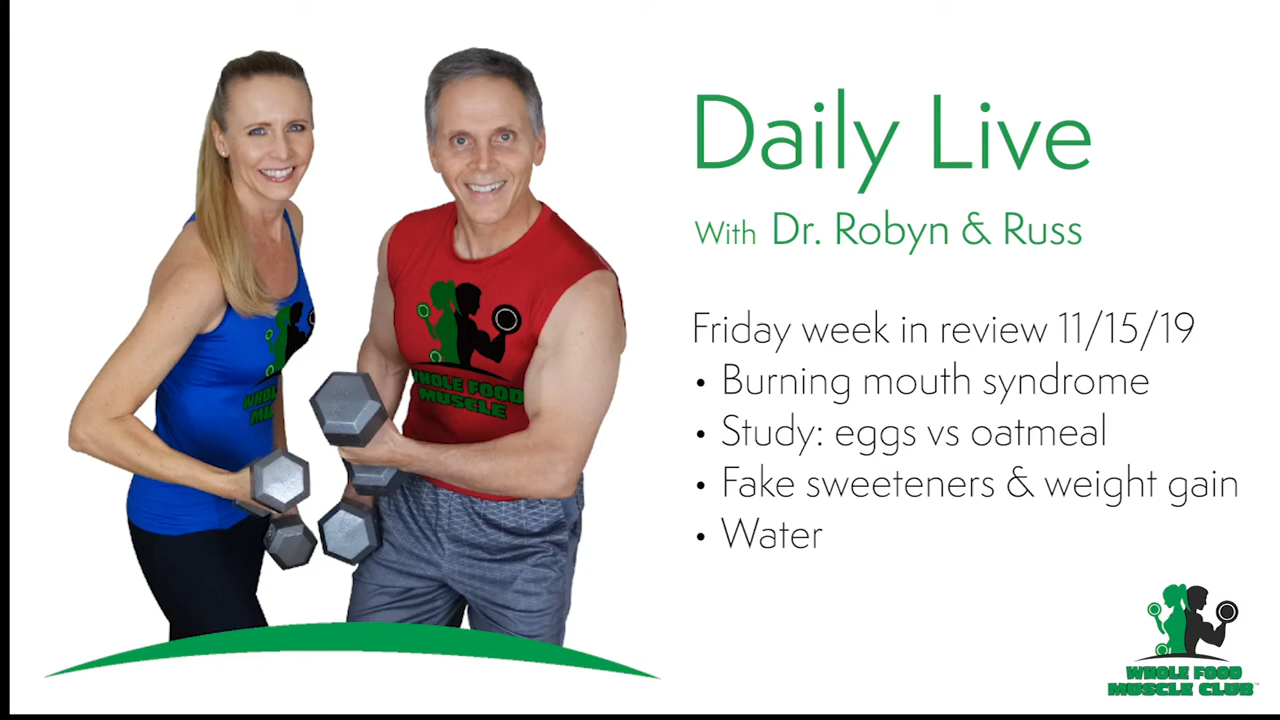 Daily Live
With Dr. Robyn & Russ
Friday week in review 11/15/19
• Burning mouth syndrome
• Study: eggs vs oatmeal
• Fake sweeteners & weight gain
• Water
WHOLE FOOD
MUSCLE
WHOLE FOOD
MUSCLE CLUB™